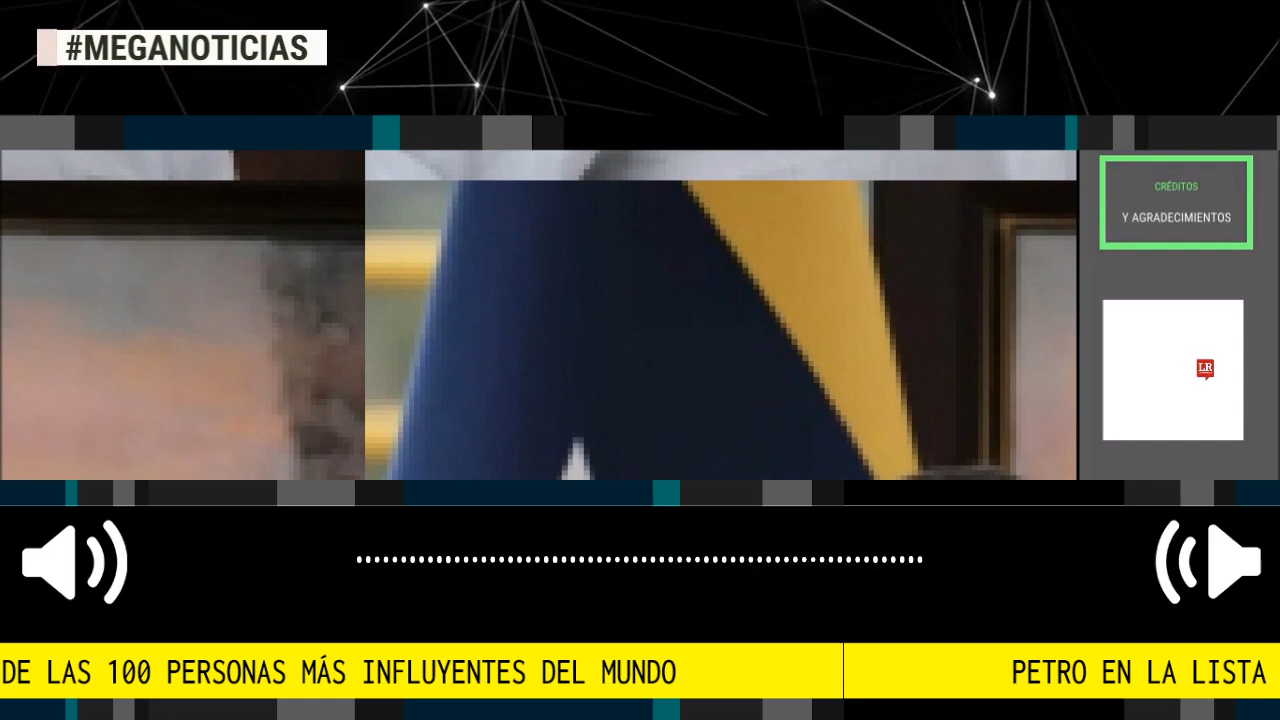 #MEGANOTICIAS
CRÉDITOS
Y AGRADECIMIENTOS
LR
DE LAS 100 PERSONAS MÁS INFLUYENTES DEL MUNDO
PETRO EN LA LISTA